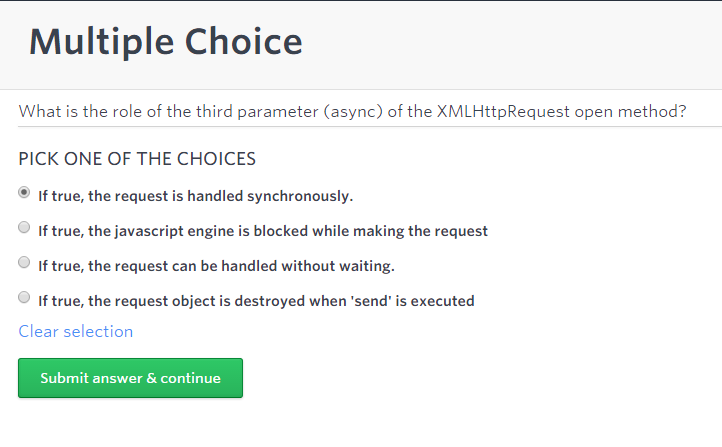 Multiple Choice
What is the role of the third parameter (async) of the XMLHttpRequest open method?
PICK ONE OF THE CHOICES
If true, the request is handled synchronously.
If true, the javascript engine is blocked while making the request
If true, the request can be handled without waiting.
If true, the request object is destroyed when 'send' is executed
Clear selection
Submit answer & continue